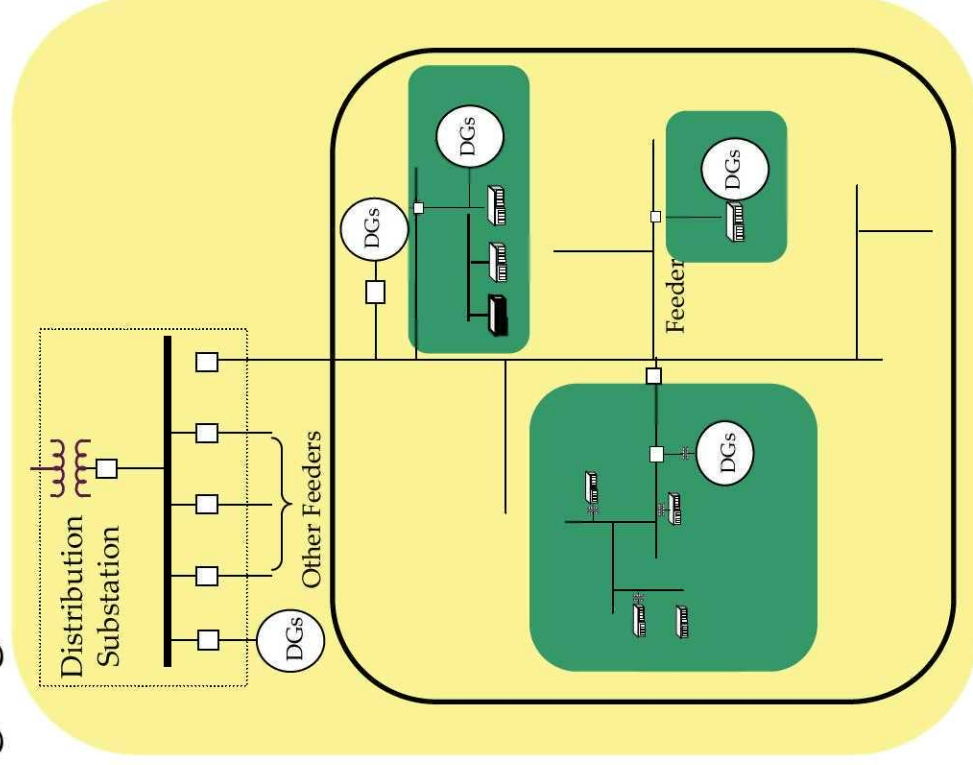 Distribution
Substation
Other Feeders
DGs
DGs
DGs
DGs
Feeder
DGs